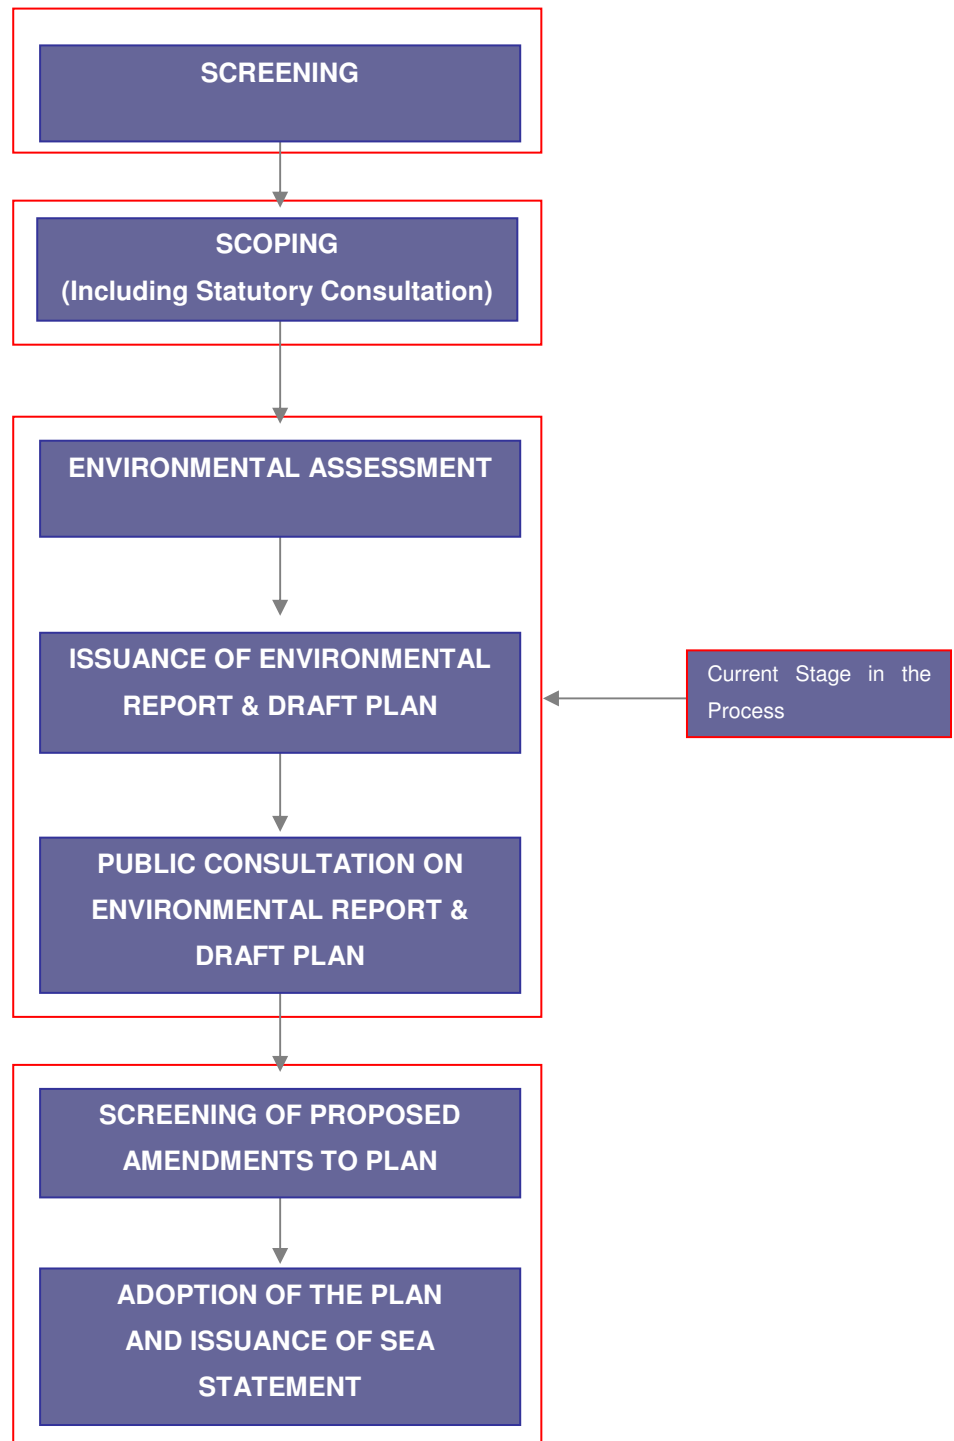 SCREENING
SCOPING
(Including Statutory Consultation)
ENVIRONMENTAL ASSESSMENT
ISSUANCE OF ENVIRONMENTAL
REPORT & DRAFT PLAN
Current Stage in the
Process
PUBLIC CONSULTATION ON
ENVIRONMENTAL REPORT &
DRAFT PLAN
SCREENING OF PROPOSED
AMENDMENTS TO PLAN
ADOPTION OF THE PLAN
AND ISSUANCE OF SEA
STATEMENT